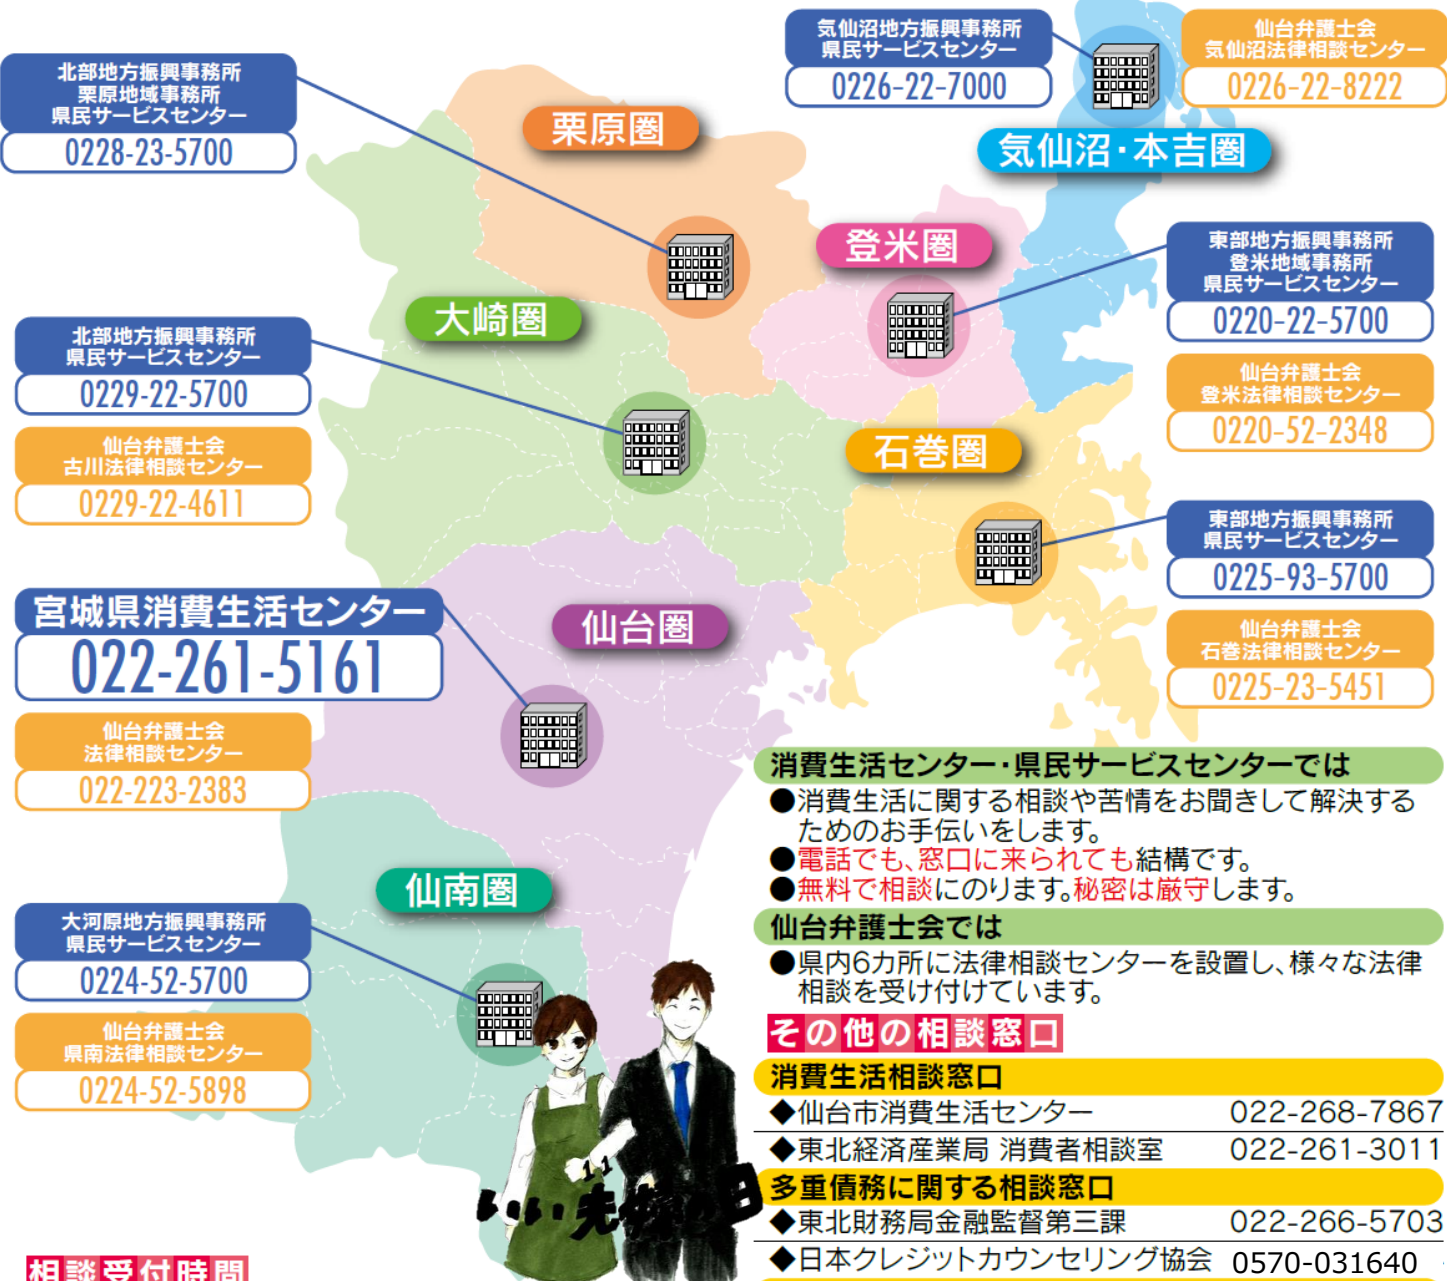 気仙沼地方振興事務所
県民サービスセンター
0226-22-7000
仙台弁護士会
気仙沼法律相談センター
0226-22-8222
北部地方振興事務所
栗原地域事務所
県民サービスセンター
0228-23-5700
栗原圏
気仙沼・本吉圏
登米圏
東部地方振興事務所
登米地域事務所
県民サービスセンター
0220-22-5700
大崎圏
北部地方振興事務所
県民サービスセンター
0229-22-5700
仙台弁護士会
登米法律相談センター
0220-52-2348
仙台弁護士会
古川法律相談センター
0229-22-4611
石巻圏
東部地方振興事務所
県民サービスセンター
0225-93-5700
宮城県消費生活センター
022-261-5161
仙台圏
仙台弁護士会
石巻法律相談センター
0225-23-5451
仙台弁護士会
法律相談センター
022-223-2383
仙南圏
大河原地方振興事務所
県民サービスセンター
0224-52-5700
仙台弁護士会
県南法律相談センター
0224-52-5898
消費生活センター・県民サービスセンターでは
●消費生活に関する相談や苦情をお聞きして解決する
ためのお手伝いをします。
●電話でも、窓口に来られても結構です。
●無料で相談にのります。秘密は厳守します。
仙台弁護士会では
●県内6カ所に法律相談センターを設置し、様々な法律
相談を受け付けています。
その他の相談窓口
消費生活相談窓口
◆仙台市消費生活センター 022-268-7867
◆東北経済産業局 消費者相談室 022-261-3011
多重債務に関する相談窓口
◆東北財務局金融監督第三課 022-266-5703
◆日本クレジットカウンセリング協会 0570-031640
11
いい夫婦の日
相談受付時間